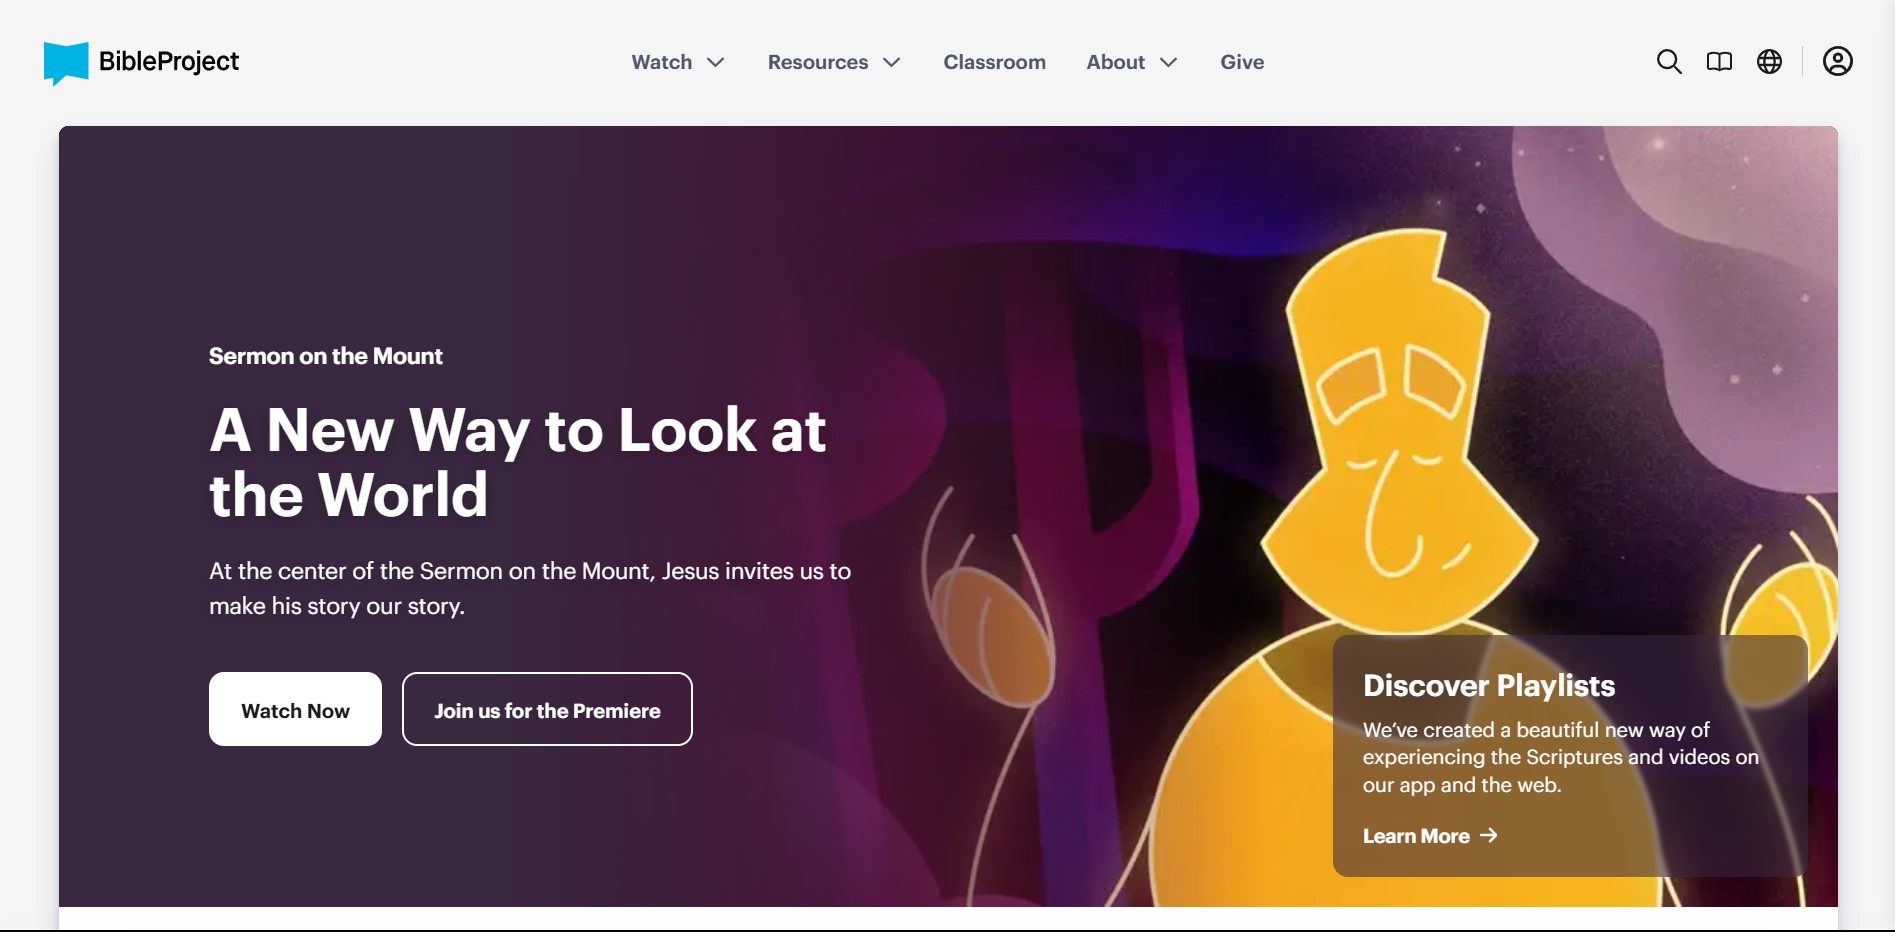 BibleProject
Watch
Resources
Classroom
About
Give
Sermon on the Mount
A New Way to Look at
the World
At the center of the Sermon on the Mount, Jesus invites us to
make his story our story.
Watch Now
Join us for the Premiere
Discover Playlists
We’ve created a beautiful new way of
experiencing the Scriptures and videos on
our app and the web.
Learn More →